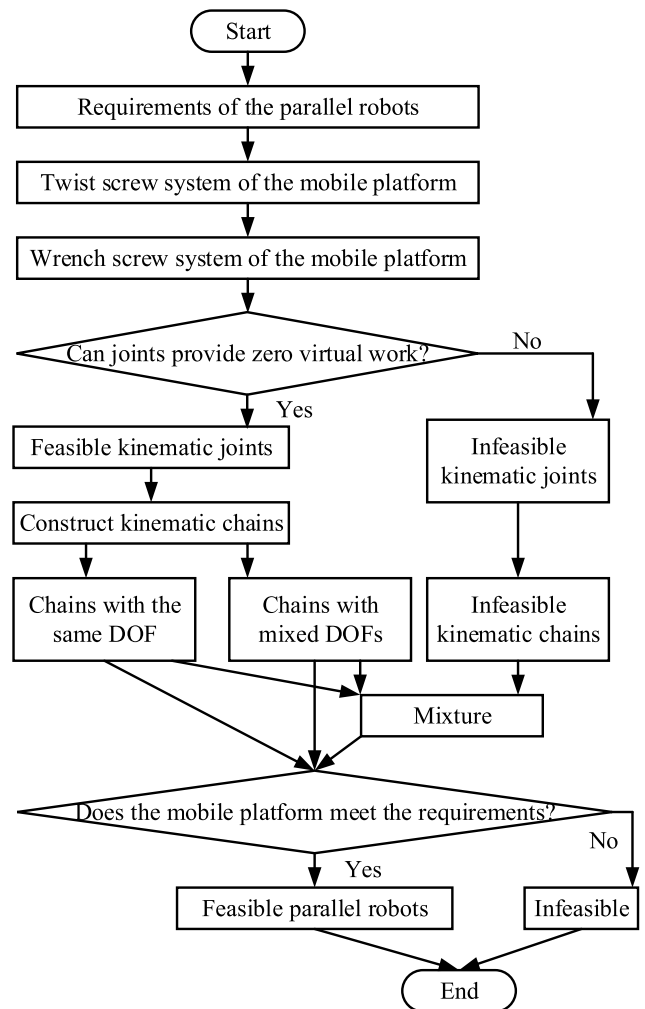 Start
Requirements of the parallel robots
Twist screw system of the mobile platform
Wrench screw system of the mobile platform
Can joints provide zero virtual work?
No
Yes
Feasible kinematic joints
Infeasible
kinematic joints
Construct kinematic chains
Chains with the
same DOF
Chains with
mixed DOFs
Infeasible
kinematic chains
Mixture
Does the mobile platform meet the requirements?
No
Yes
Feasible parallel robots
Infeasible
End